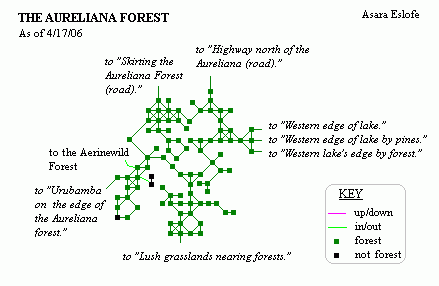 THE AURELIANA FOREST
Asara Eslofe
As of 4/17/06
to "Highway north of the
Aureliana (road)."
to "Skirting the
Aureliana Forest
(road)."
to "Western edge of lake."
to "Western edge of lake by pines."
to "Western lake's edge by forest."
to the Aerinewild
Forest
to "Urubamba
on the edge of
the Aureliana
forest."
to "Lush grasslands nearing forests."
KEY
up/down
in/out
forest
not forest